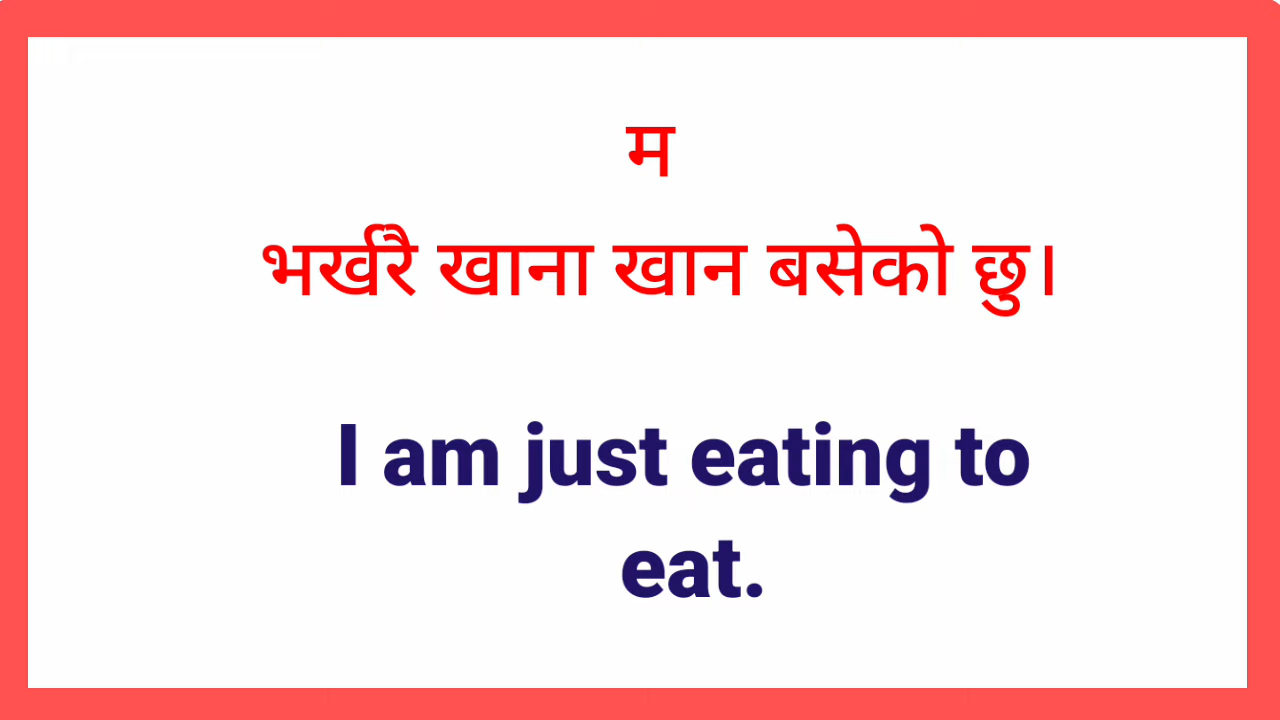 म
भर्खरै खाना खान बसेको छु।
I am just eating to
eat.